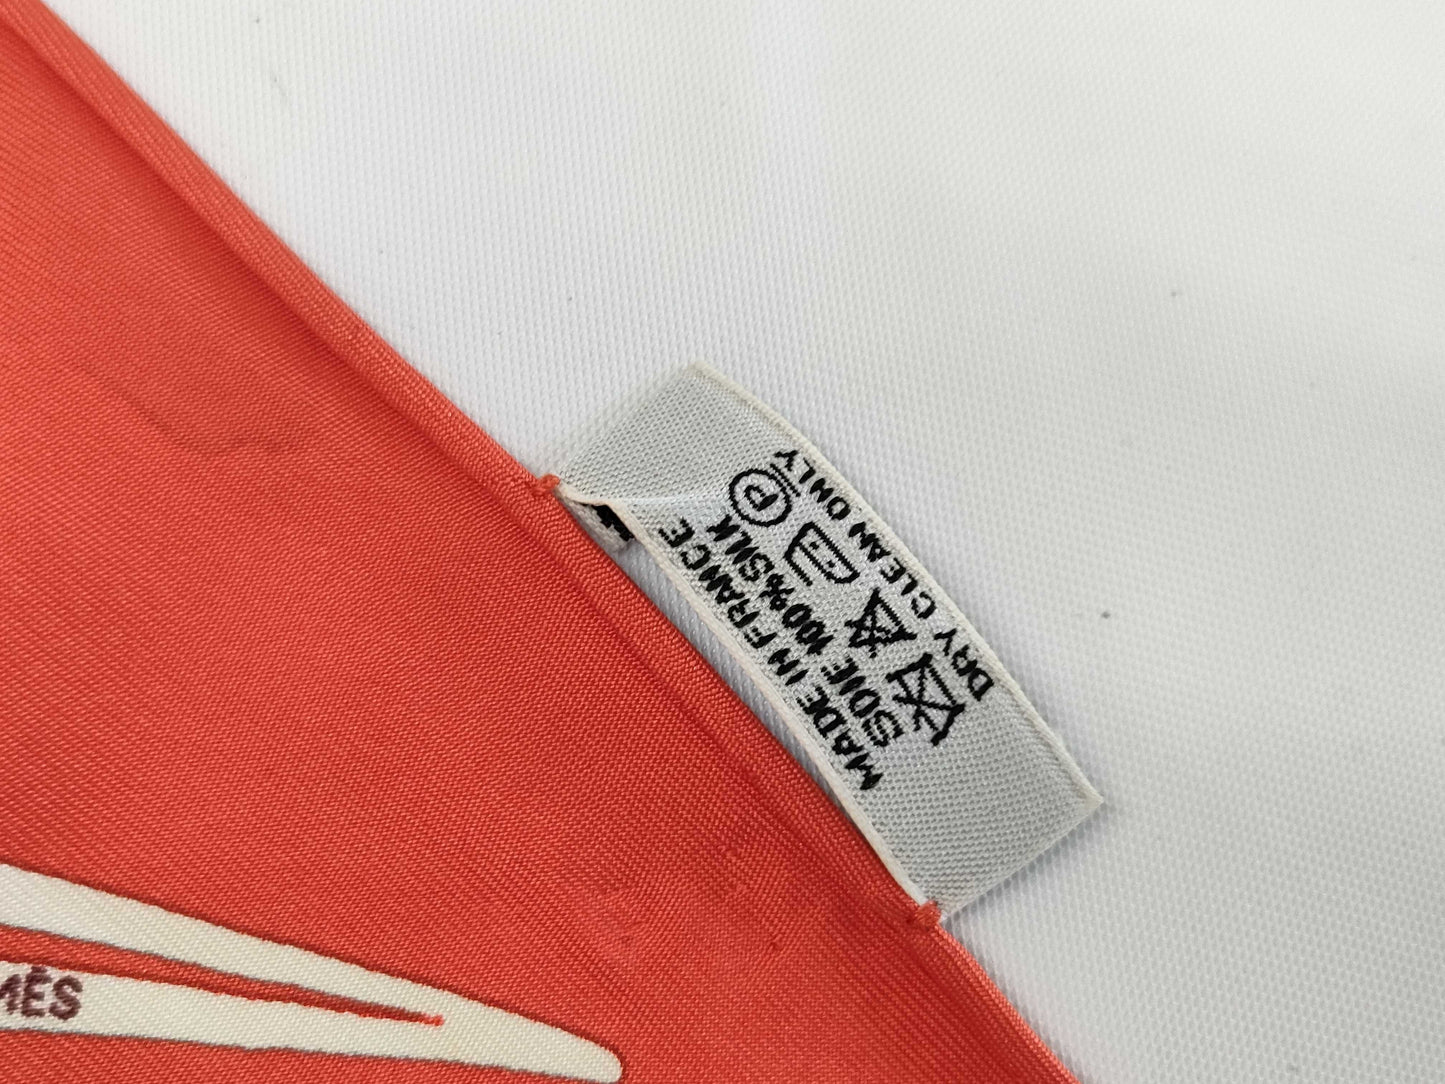 MADE IN FRANCE
SOIE 100% SILK
P
DRY CLEAN ONLY
MÈS